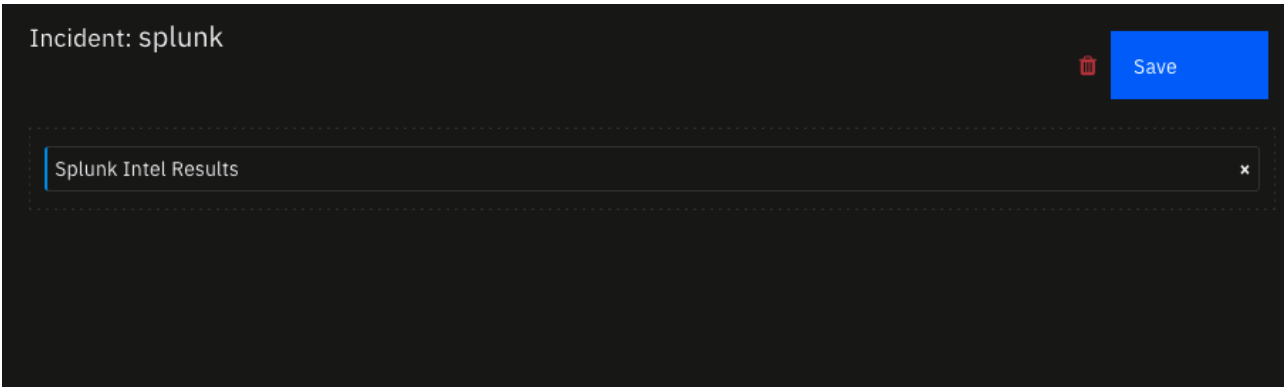 Incident: splunk
Save
Splunk Intel Results
×